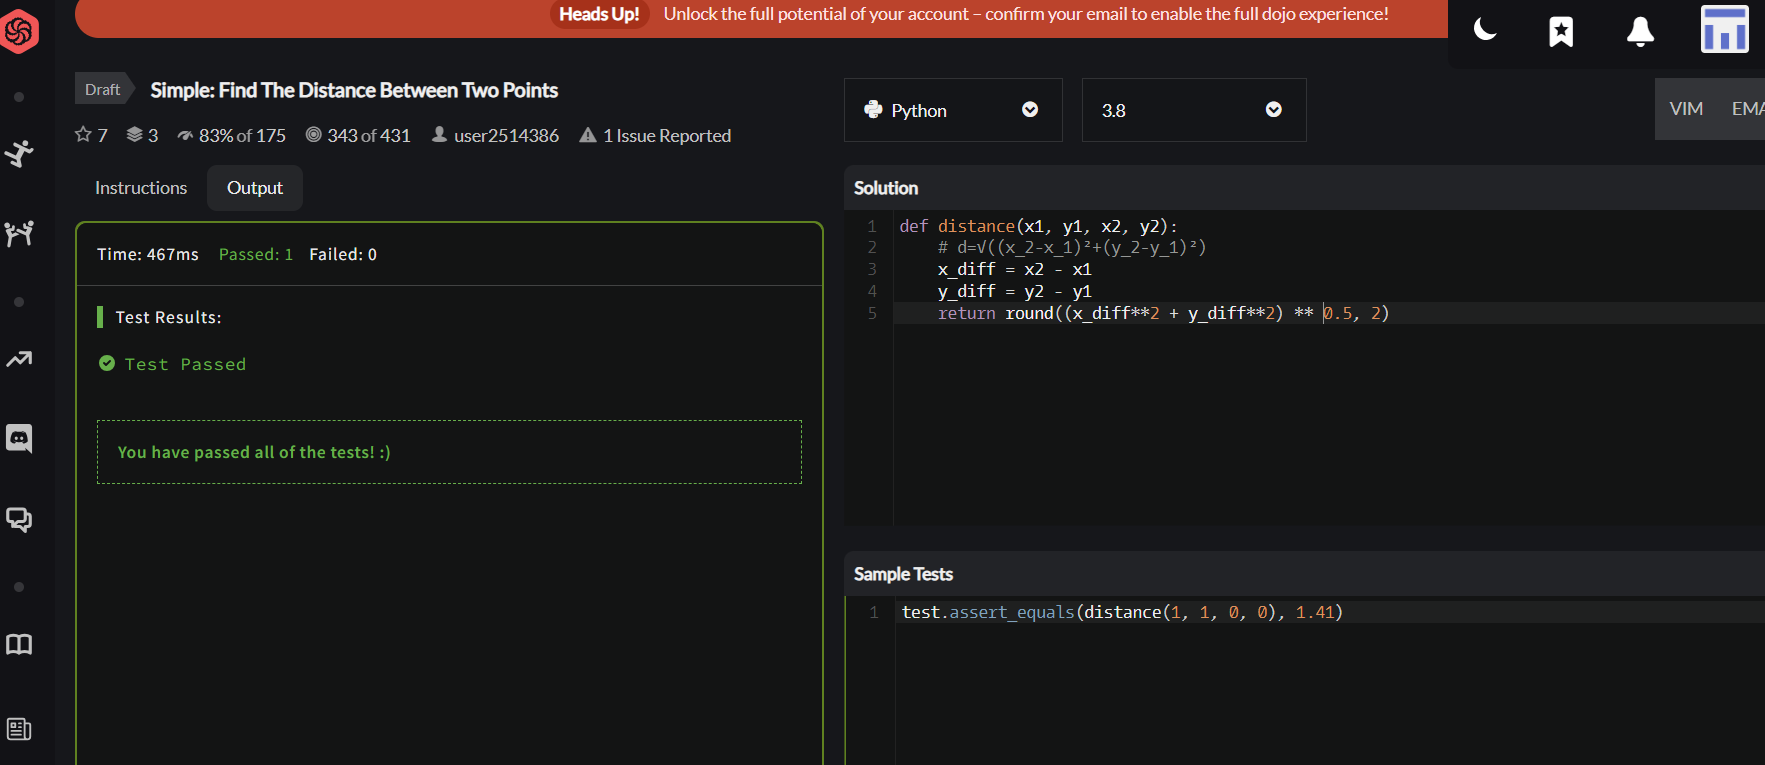 Heads Up! Unlock the full potential of your account – confirm your email to enable the full dojo experience!
Draft Simple: Find The Distance Between Two Points
7 3 83% of 175 343 of 431 user2514386 1 Issue Reported
Instructions Output
Time: 467ms Passed: 1 Failed: 0
Test Results:
Test Passed
You have passed all of the tests! :)
Python 3.8 VIM EMA
Solution
1 def distance(x1, y1, x2, y2):
2 # d=√((x_2-x_1)²+(y_2-y_1)²)
3 x_diff = x2 - x1
4 y_diff = y2 - y1
5 return round((x_diff**2 + y_diff**2) ** 0.5, 2)
Sample Tests
1 test.assert_equals(distance(1, 1, 0, 0), 1.41)